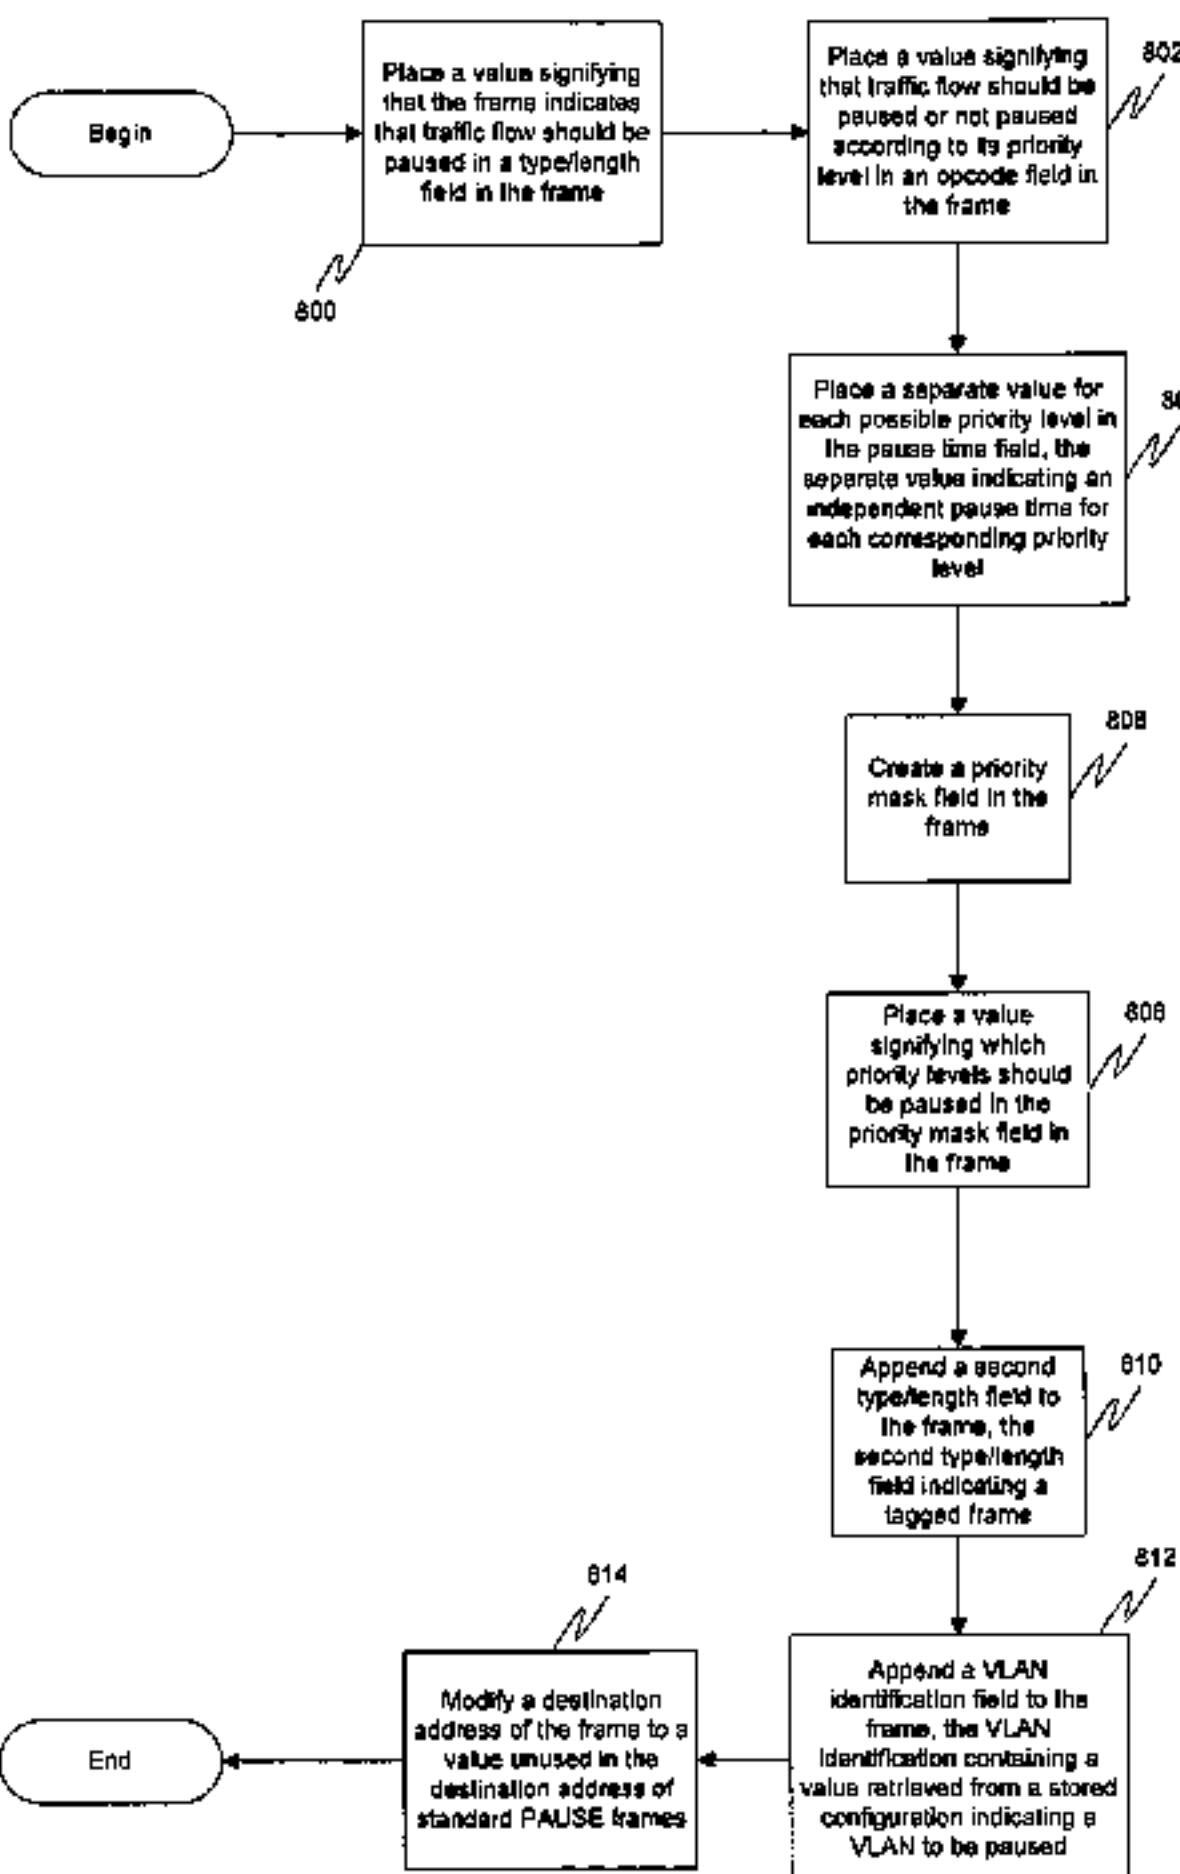 Begin
Place a value signifying
that the frame indicates
that traffic flow should be
paused in a type/length
field in the frame
800
Place a value signifying
that traffic flow should be
paused or not paused
according to its priority
level in an opcode field in
the frame
802
Place a separate value for
each possible priority level in
the pause time field, the
separate value indicating an
independent pause time for
each corresponding priority
level
Create a priority
mask field in the
frame
Place a value
signifying which
priority levels should
be paused in the
priority mask field in
the frame
808
Append a second
type/length field to
the frame, the
second type/length
field indicating a
tagged frame
810
Append a VLAN
identification field to the
frame, the VLAN
identification containing a
value retrieved from a stored
configuration indicating a
VLAN to be paused
812
Modify a destination
address of the frame to a
value unused in the
destination address of
standard PAUSE frames
814
End